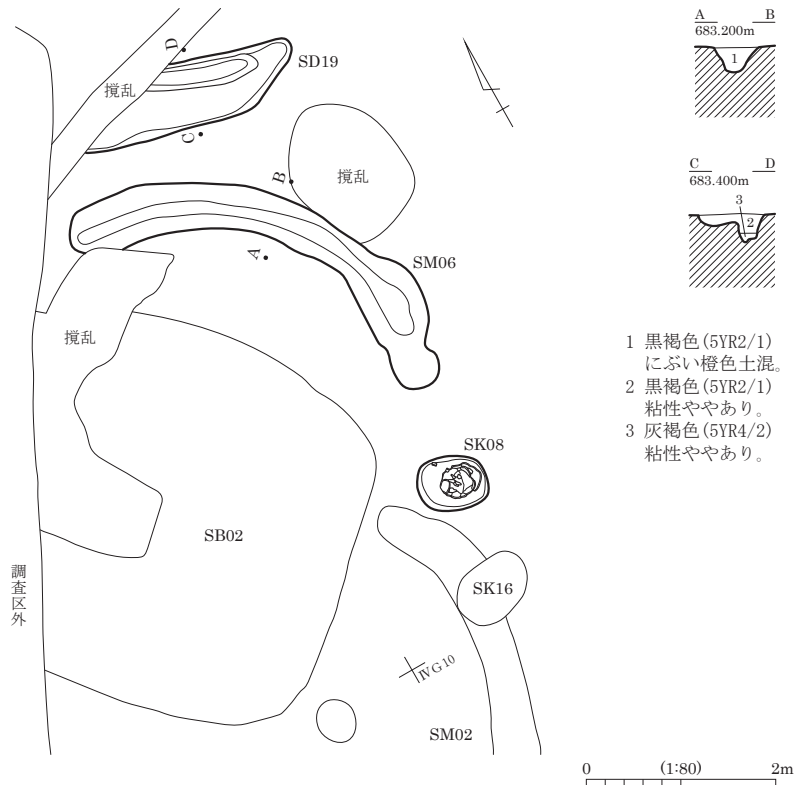 D
SD19
撹乱
C
B
撹乱
A
SM06
撹乱
SK08
SB02
SK16
調査区外
ⅣG10
SM02
A B
683.200m
1
C D
683.400m
3
2
1 黒褐色(5YR2/1)
にぶい橙色土混。
2 黒褐色(5YR2/1)
粘性ややあり。
3 灰褐色(5YR4/2)
粘性ややあり。
0 (1:80) 2m